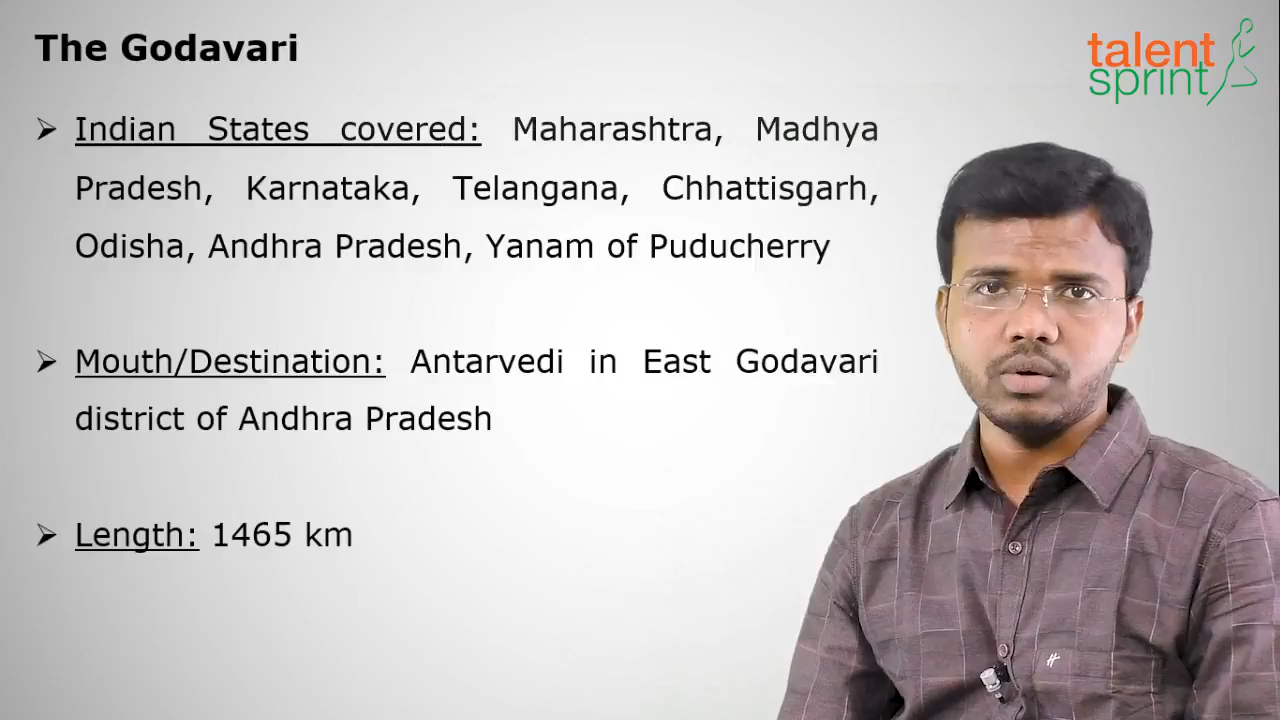 The Godavari
talent
sprint
➢ Indian States covered: Maharashtra, Madhya
Pradesh, Karnataka, Telangana, Chhattisgarh,
Odisha, Andhra Pradesh, Yanam of Puducherry
➢ Mouth/Destination: Antarvedi in East Godavari
district of Andhra Pradesh
➢ Length: 1465 km